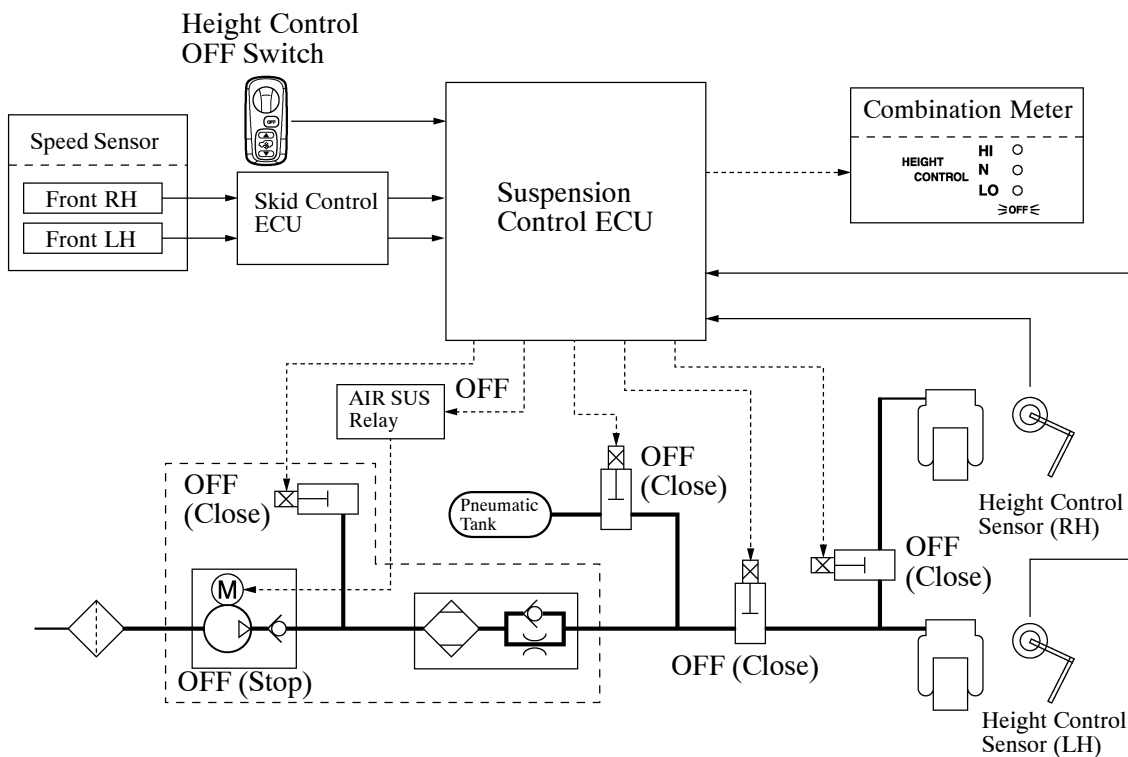 Height Control
OFF Switch
OFF
Speed Sensor
Front RH
Front LH
Skid Control
ECU
Suspension
Control ECU
Combination Meter
HEIGHT
CONTROL
HI
N
LO
OFF
AIR SUS
Relay
OFF
OFF
(Close)
Pneumatic
Tank
OFF
(Close)
OFF
(Close)
OFF (Close)
M
OFF (Stop)
Height Control
Sensor (RH)
Height Control
Sensor (LH)